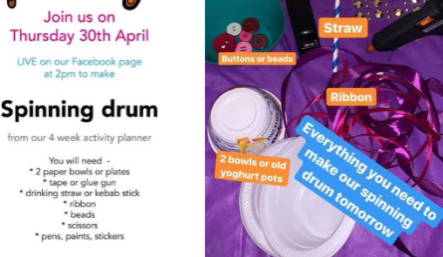 Join us on
Thursday 30th April
LIVE on our Facebook page
at 2pm to make
Spinning drum
from our 4 week activity planner
You will need -
* 2 paper bowls or plates
* tape or glue gun
* drinking straw or kebab stick
* ribbon
* beads
* scissors
* pens, paints, stickers
Straw
Buttons or beads
Ribbon
2 bowls or old
yoghurt pots
Everything you need to
make our spinning
drum tomorrow